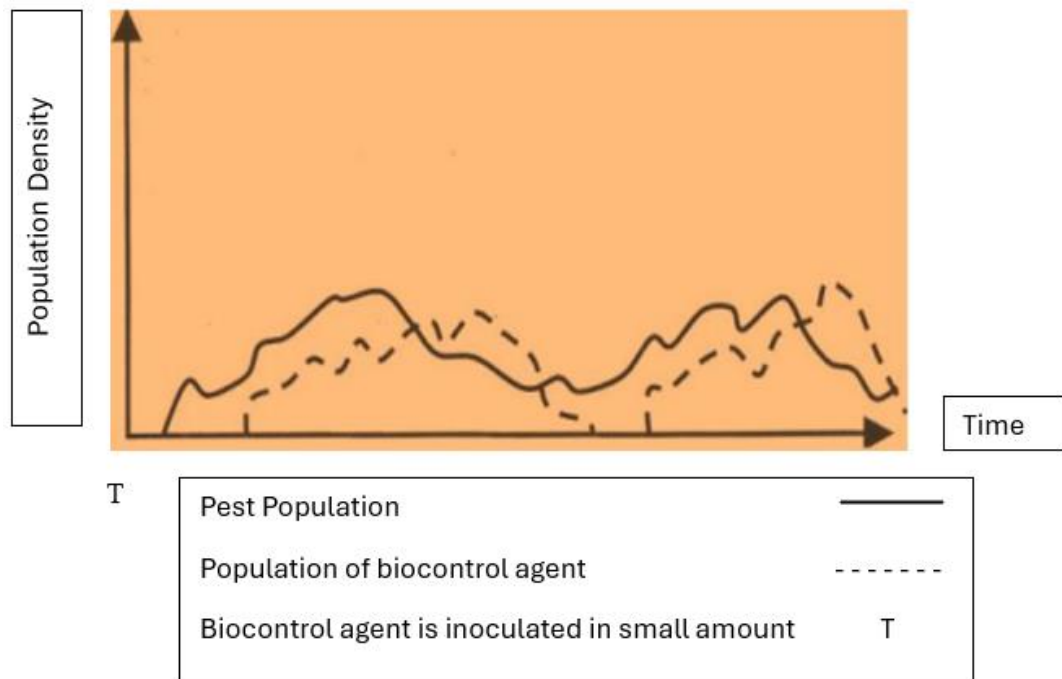 Population Density
Time
T
Pest Population
Population of biocontrol agent
Biocontrol agent is inoculated in small amount T